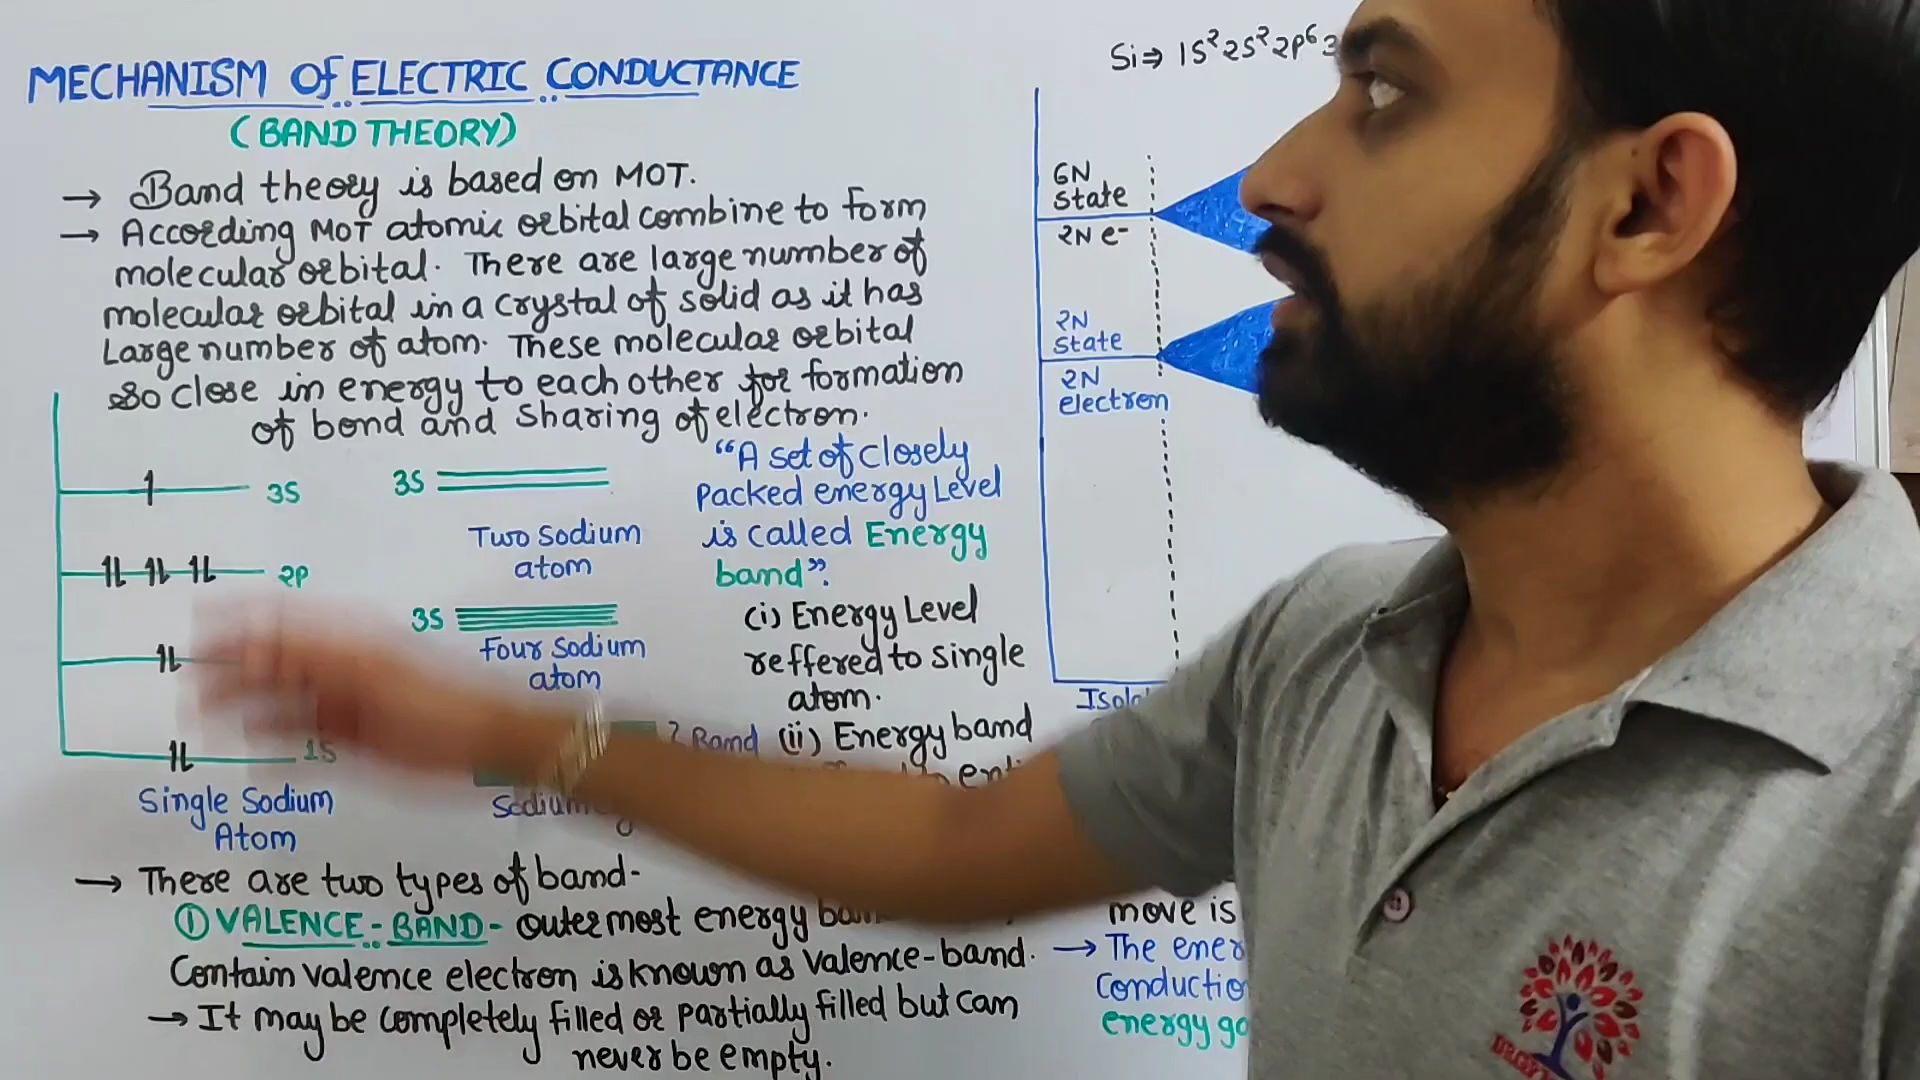 MECHANISM Of ELECTRIC CONDUCTANCE
(BAND THEORY)
→ Band theory is based on MOT.
→ According MOT atomic orbital combine to form
molecular orbital. There are large number of
molecular orbital in a crystal of solid as it has
Large number of atom. These molecular orbital
so close in energy to each other for formation
of bond and sharing of electron.
3S
2P
1S
Single Sodium
Atom
3S
Two Sodium
atom
3S
Four Sodium
atom
Band
Sodium
"A set of closely
packed energy Level
is called Energy
band".
(i) Energy Level
reffered to single
atom.
(ii) Energy band
→ There are two types of band-
① VALENCE-BAND- outermost energy
Contain valence electron is known as valence-band.
→ It may be completely filled or partially filled but can
never be empty.
Si⇒ 1S² 2S² 2P⁶ 3
6N
state
2N e⁻
2N
state
2N
electron
move is
→ The
energy